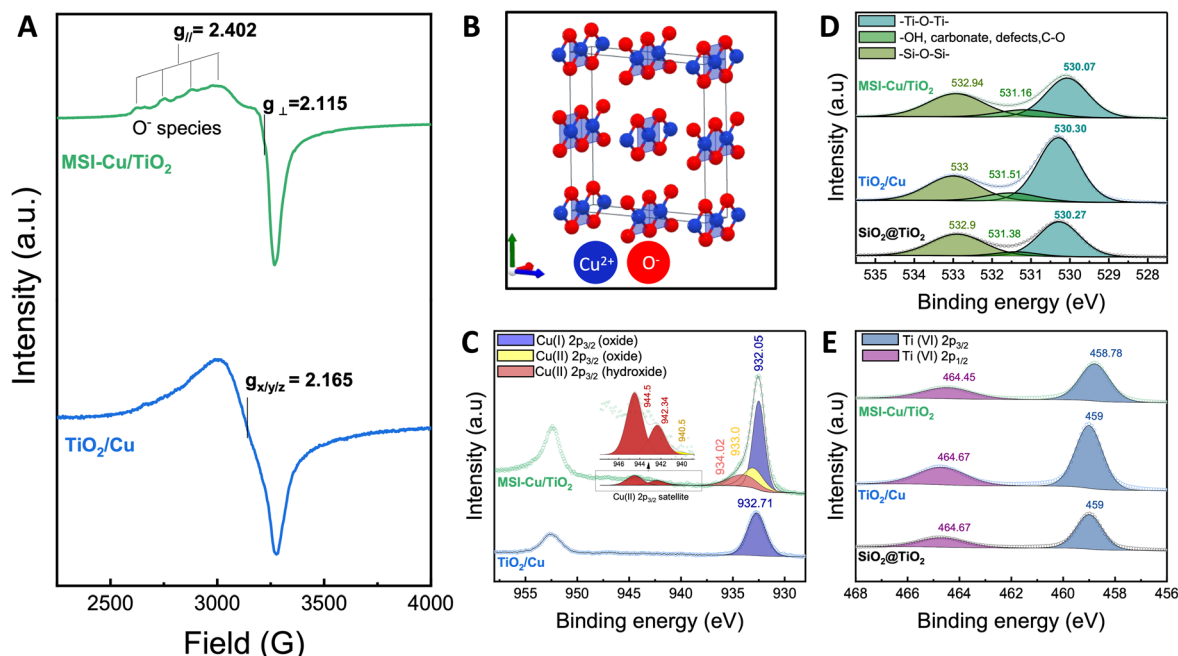 A
g// = 2.402
g⊥=2.115
O- species
MSI-Cu/TiO2
gx/y/z = 2.165
TiO2/Cu
Intensity (a.u.)
2500 3000 3500 4000
Field (G)
B
Cu2+ O-
C
Cu(I) 2p3/2 (oxide)
Cu(II) 2p3/2 (oxide)
Cu(II) 2p3/2 (hydroxide)
932.05
944.5
942.34
940.5
934.02
933.0
946 944 942 940
Cu(II) 2p3/2 satellite
MSI-Cu/TiO2
932.71
TiO2/Cu
Intensity (a.u)
955 950 945 940 935 930
Binding energy (eV)
D
-Ti-O-Ti-
-OH, carbonate, defects,C-O
-Si-O-Si-
530.07
532.94
531.16
MSI-Cu/TiO2
530.30
533
531.51
TiO2/Cu
530.27
532.9
531.38
SiO2@TiO2
Intensity (a.u)
535 534 533 532 531 530 529 528
Binding energy (eV)
E
Ti (VI) 2p3/2
Ti (VI) 2p1/2
458.78
464.45
MSI-Cu/TiO2
459
464.67
TiO2/Cu
459
464.67
SiO2@TiO2
Intensity (a.u)
468 466 464 462 460 458 456
Binding energy (eV)